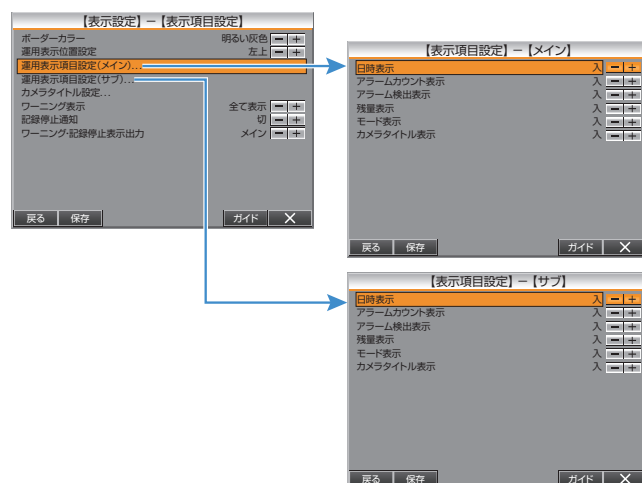 【表示設定】－【表示項目設定】
ボーダーカラー 明るい灰色 － ＋
運用表示位置設定 左上 － ＋
運用表示項目設定(メイン)...
運用表示項目設定(サブ)...
カメラタイトル設定...
ワーニング表示 全て表示 － ＋
記録停止通知 切 － ＋
ワーニング・記録停止表示出力 メイン － ＋
戻る 保存 ガイド ×
【表示項目設定】－【メイン】
日時表示 入 － ＋
アラームカウント表示 入 － ＋
アラーム検出表示 入 － ＋
残量表示 入 － ＋
モード表示 入 － ＋
カメラタイトル表示 入 － ＋
戻る 保存 ガイド ×
【表示項目設定】－【サブ】
日時表示 入 － ＋
アラームカウント表示 入 － ＋
アラーム検出表示 入 － ＋
残量表示 入 － ＋
モード表示 入 － ＋
カメラタイトル表示 入 － ＋
戻る 保存 ガイド ×